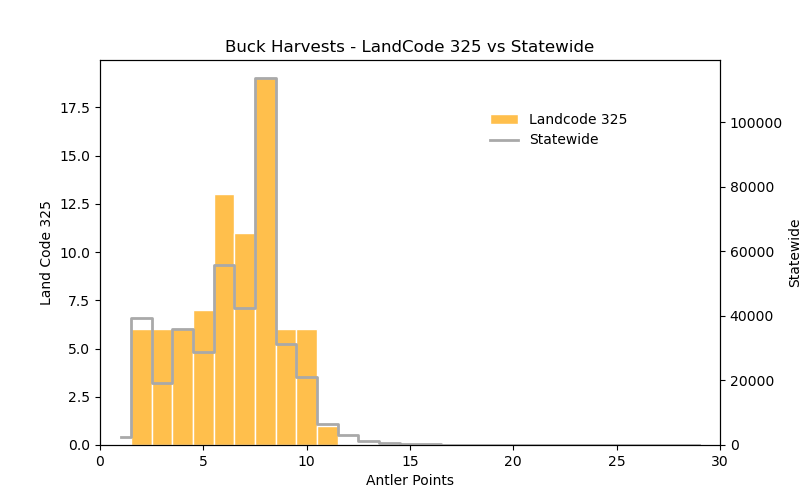 Buck Harvests - LandCode 325 vs Statewide
Landcode 325
Statewide
Land Code 325
17.5
15.0
12.5
10.0
7.5
5.0
2.5
0.0
100000
80000
60000
40000
20000
0
Statewide
0 5 10 15 20 25 30
Antler Points